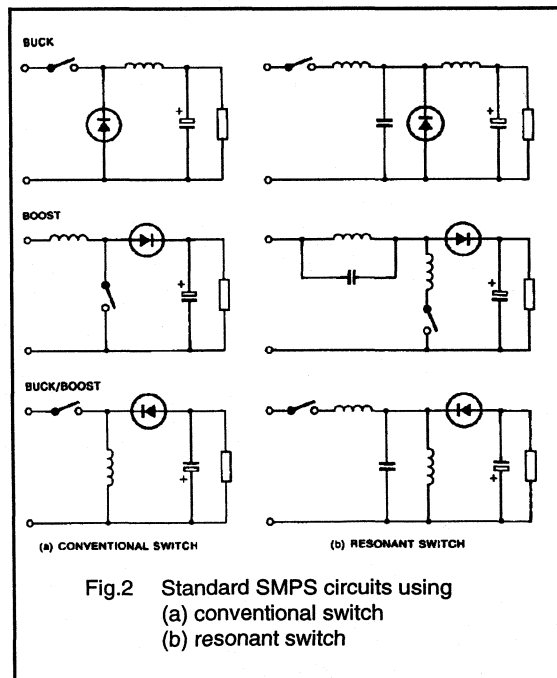 BUCK
+
+
BOOST
+
+
BUCK/BOOST
+
+
(a) CONVENTIONAL SWITCH
(b) RESONANT SWITCH
Fig.2 Standard SMPS circuits using
(a) conventional switch
(b) resonant switch